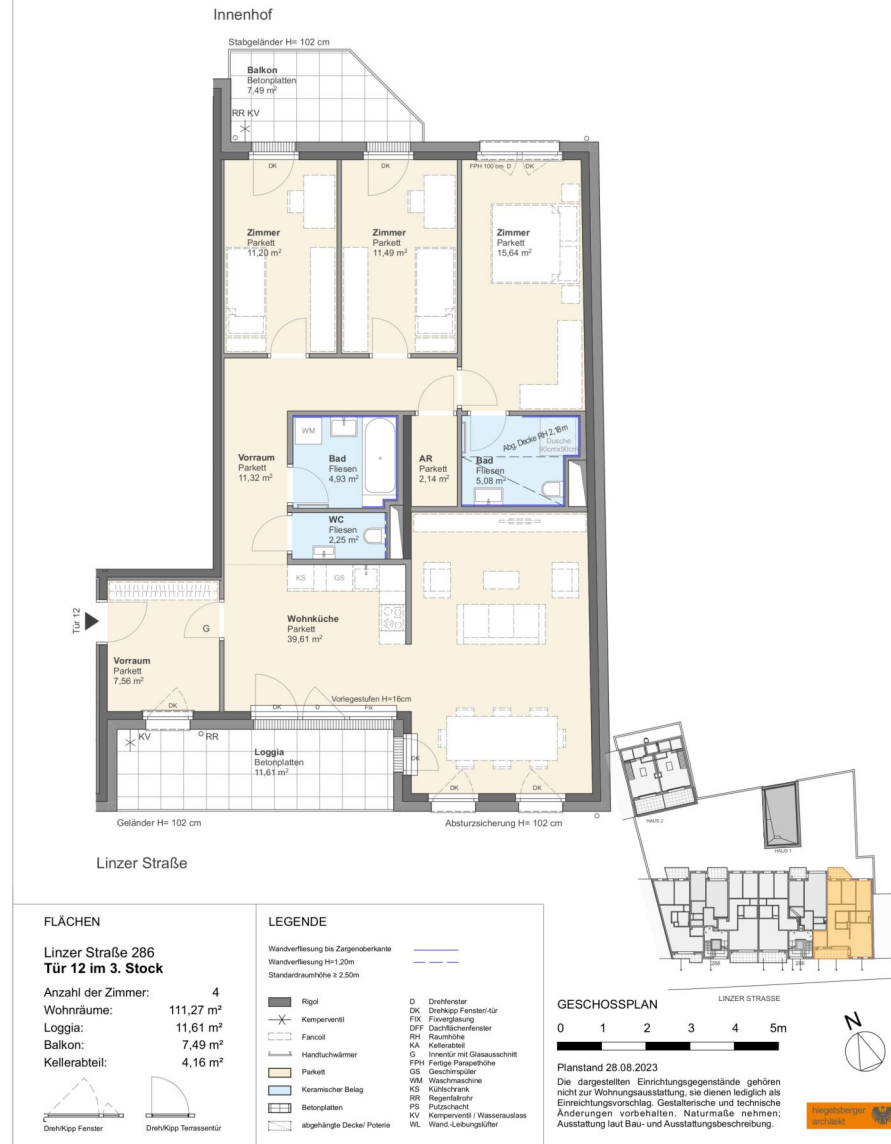 Innenhof
Stabgeländer H= 102 cm
Balkon
Betonplatten
7,49 m²
RR KV
DK
DK
FPH 100 cm D DK
Zimmer
Parkett
11,20 m²
Zimmer
Parkett
11,49 m²
Zimmer
Parkett
15,64 m²
WM
Bad
Fliesen
4,93 m²
Vorraum
Parkett
11,32 m²
AR
Parkett
2,14 m²
Abg. Decke RH 2,18m
Dusche
90cmx90cm
Bad
Fliesen
5,08 m²
WC
Fliesen
2,25 m²
KS GS
Wohnküche
Parkett
39,61 m²
Tür 12
G
Vorraum
Parkett
7,56 m²
Vorlegestufen H=16cm
DK
DK D Fix
KV RR
Loggia
Betonplatten
11,61 m²
DK
DK DK
Geländer H= 102 cm
Absturzsicherung H= 102 cm
Linzer Straße
HAUS 2
HAUS 1
288
286
LINZER STRASSE
FLÄCHEN
Linzer Straße 286
Tür 12 im 3. Stock
Anzahl der Zimmer: 4
Wohnräume: 111,27 m²
Loggia: 11,61 m²
Balkon: 7,49 m²
Kellerabteil: 4,16 m²
Dreh/Kipp Fenster
Dreh/Kipp Terrassentür
LEGENDE
Wandverfliesung bis Zargenoberkante
Wandverfliesung H=1,20m
Standardraumhöhe ≥ 2,50m
Rigol
Kemperventil
Fancoil
Handtuchwärmer
Parkett
Keramischer Belag
Betonplatten
abgehängte Decke/ Poterie
D Drehfenster
DK Drehkipp Fenster/-tür
FIX Fixverglasung
DFF Dachflächenfenster
RH Raumhöhe
KA Kellerabteil
G Innentür mit Glasausschnitt
FPH Fertige Parapethöhe
GS Geschirrspüler
WM Waschmaschine
KS Kühlschrank
RR Regenfallrohr
PS Putzschacht
KV Kemperventil / Wasserauslass
WL Wand.-Leibungslüfter
GESCHOSSPLAN
0 1 2 3 4 5m
N
Planstand 28.08.2023
Die dargestellten Einrichtungsgegenstände gehören
nicht zur Wohnungsausstattung, sie dienen lediglich als
Einreichtungsvorschlag. Gestalterische und technische
Änderungen vorbehalten. Naturmaße nehmen;
Ausstattung laut Bau- und Ausstattungsbeschreibung.
hiegetsberger
architekt